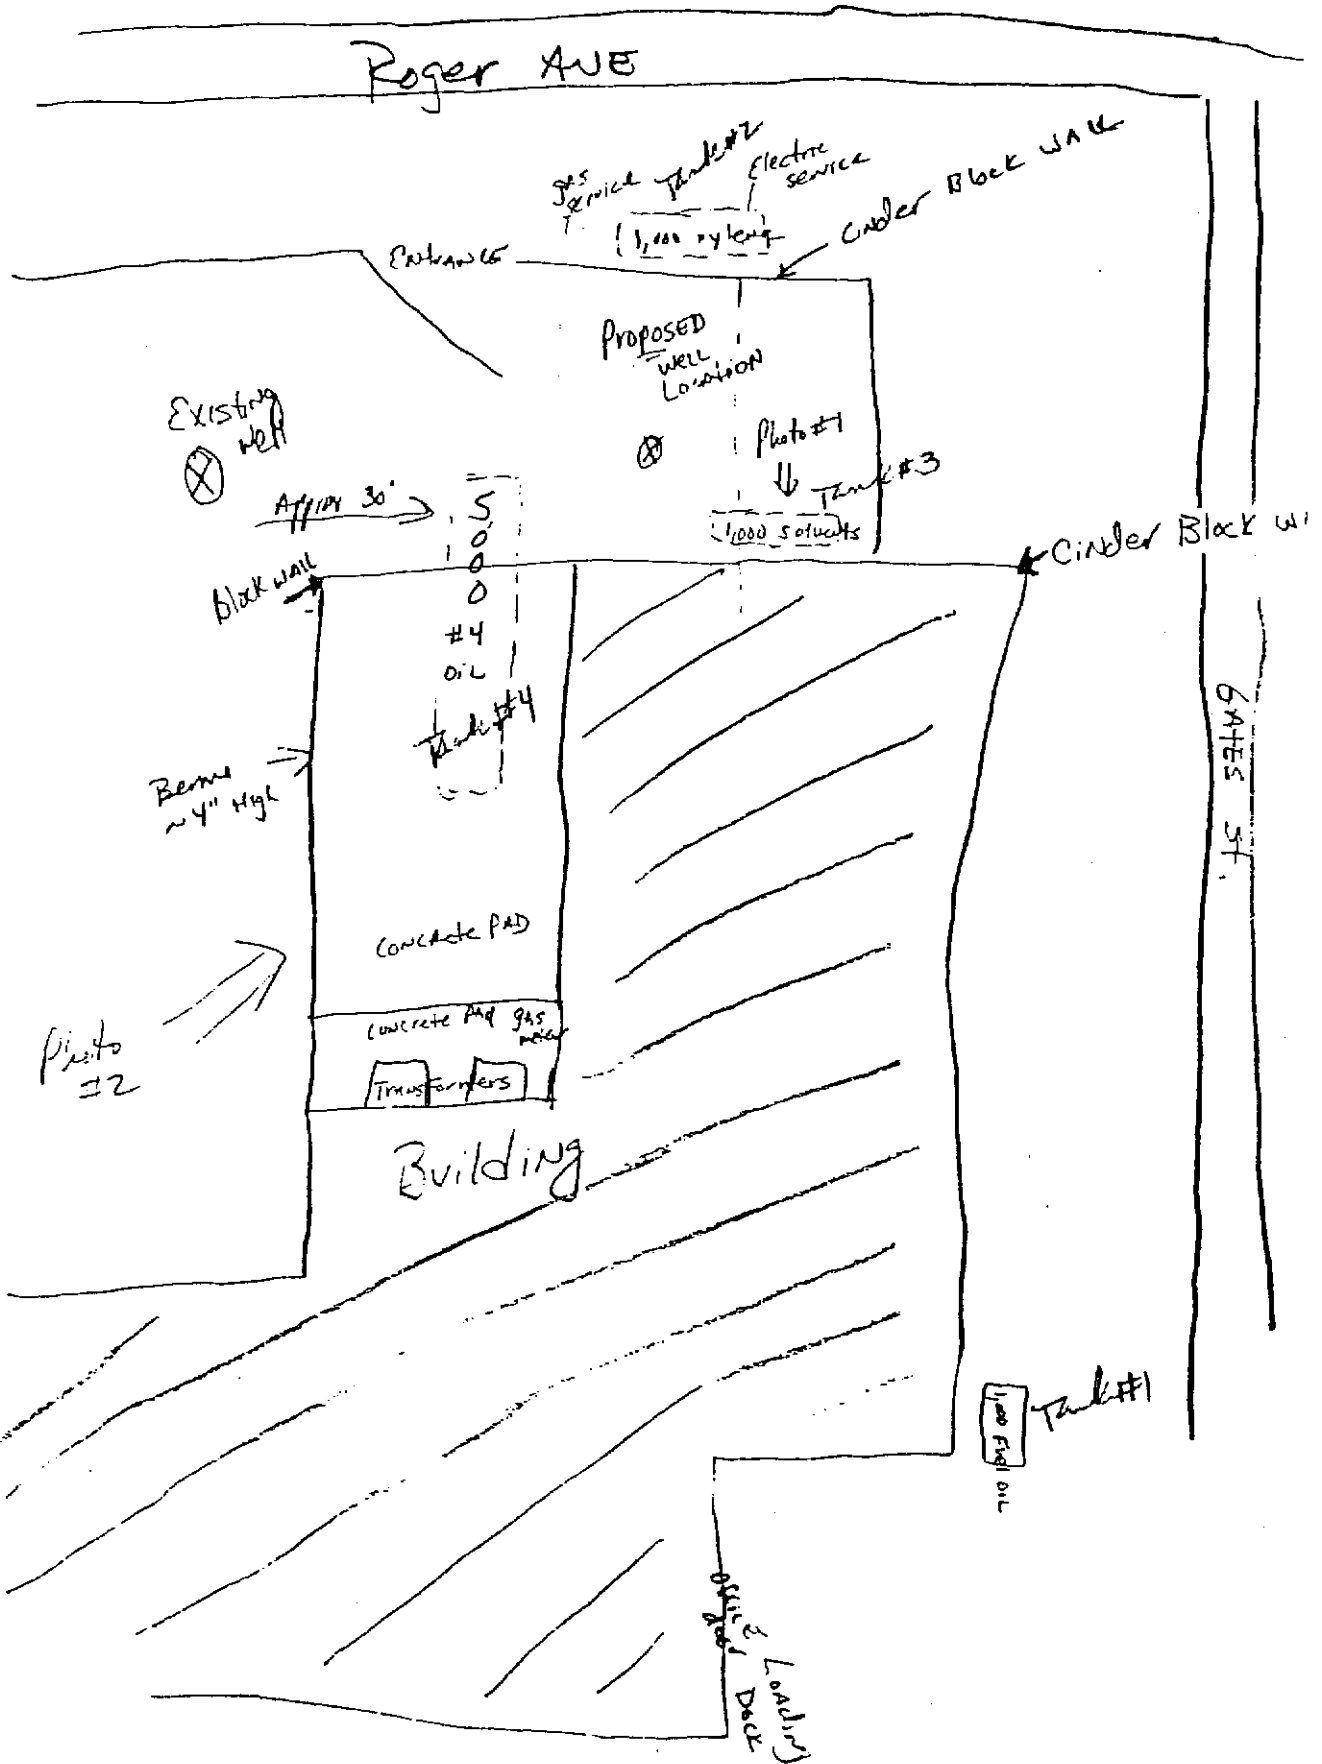 Roger AVE
gas service
Tank #2
Electric service
1,000 xylene
Cinder Block WALL
ENTRANCE
Proposed
well
Location
Existing
well
Photo #1
Tank #3
1,000 solvents
Approx 30'
5
0
0
0
#4
OIL
Tank #4
Block WALL
Cinder Block
GATES ST.
Berme
~4" High
Concrete PAD
Concrete Pad gas
meter
Transformers
Photo
#2
Building
Tank #1
1,000 Fuel OIL
office
door
Loading
Dock